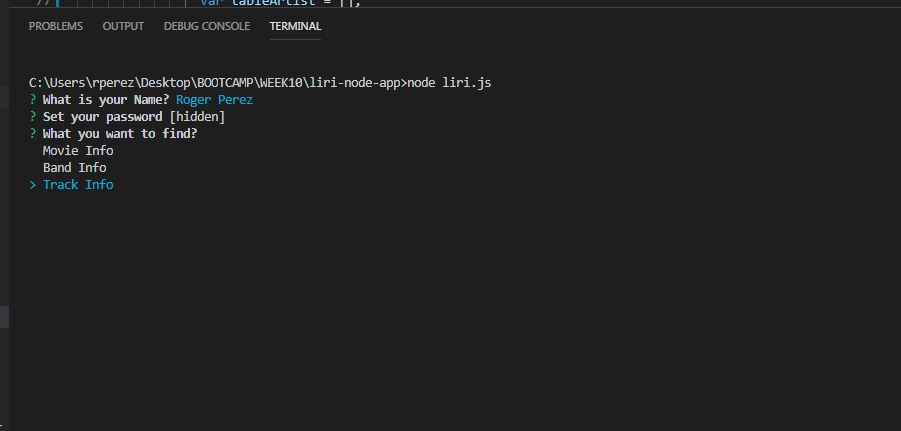 // var tableArtist = [];
PROBLEMS OUTPUT DEBUG CONSOLE TERMINAL
C:\Users\rperez\Desktop\BOOTCAMP\WEEK10\liri-node-app>node liri.js
? What is your Name? Roger Perez
? Set your password [hidden]
? What you want to find?
Movie Info
Band Info
> Track Info